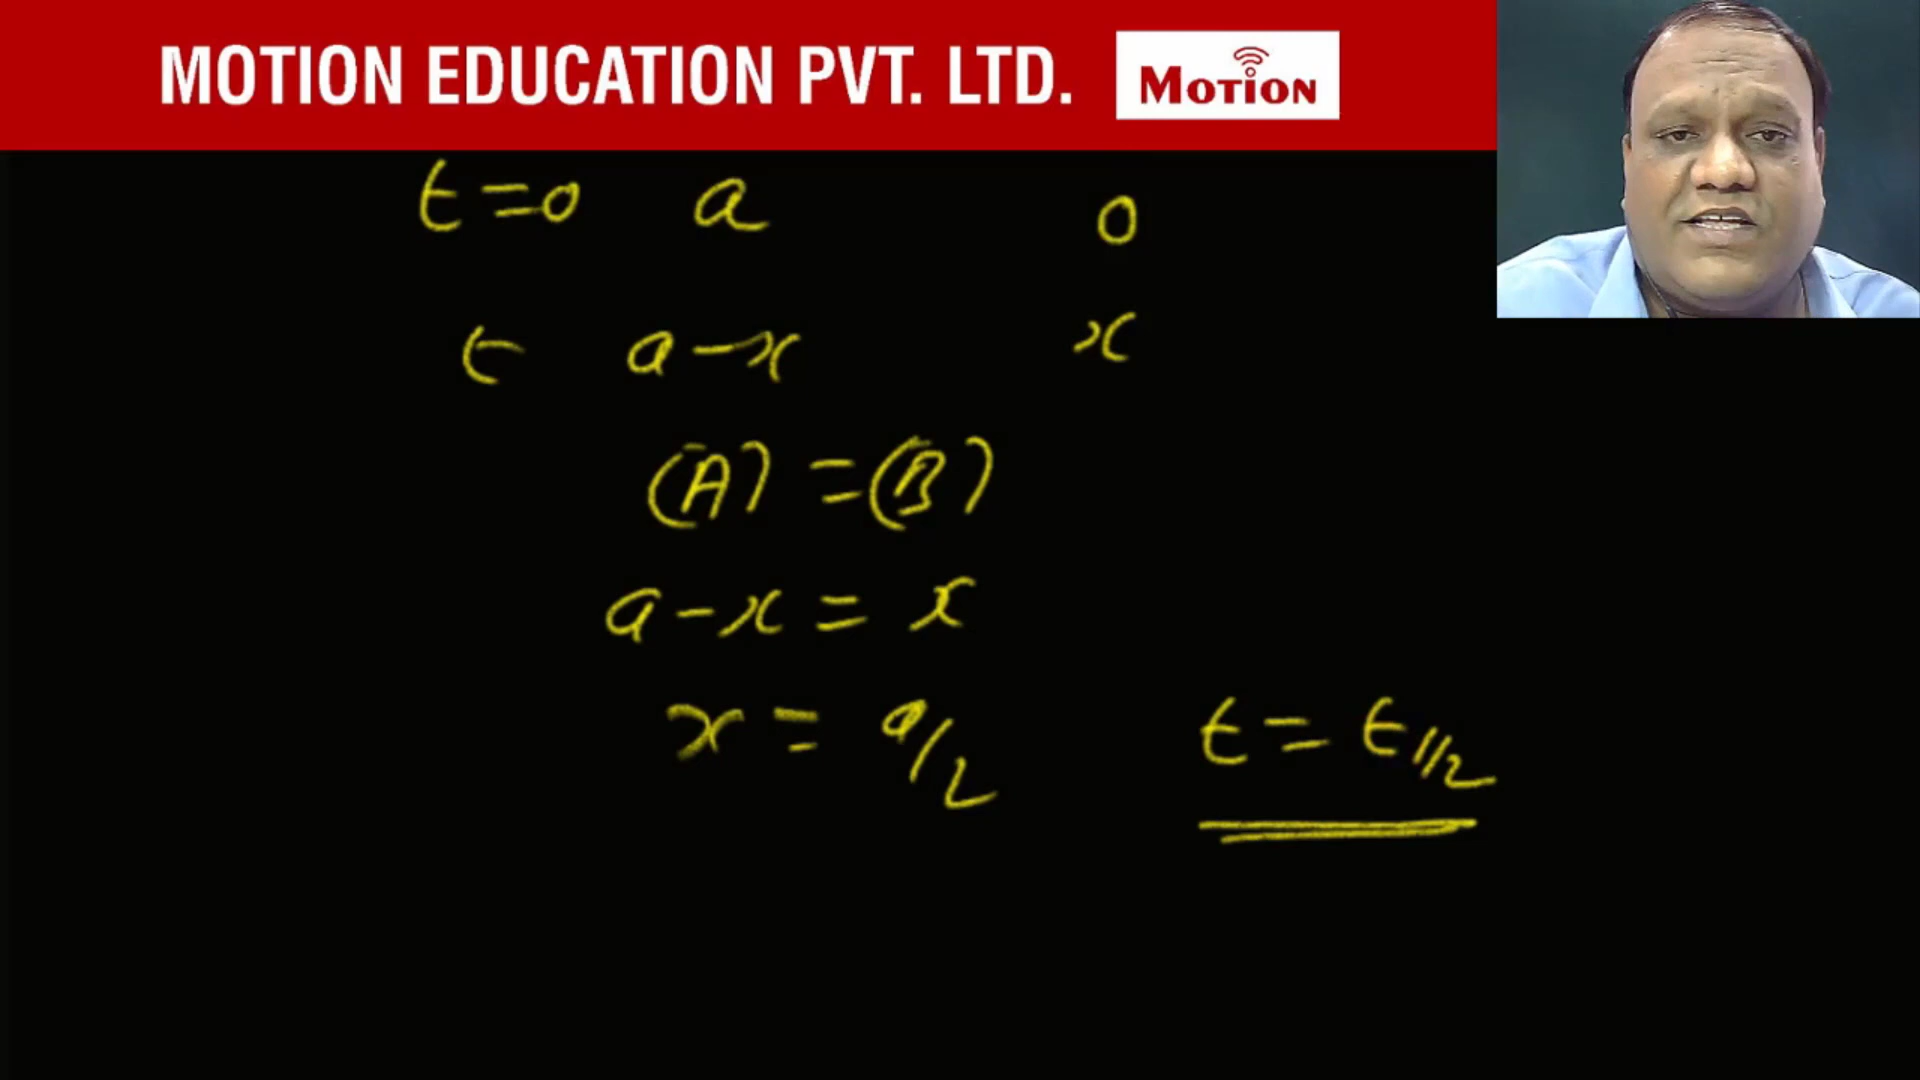 MOTION EDUCATION PVT. LTD. MOTiON
t=0 a 0
t a-x x
(A) = (B)
a-x = x
x = a/2 t = t1/2